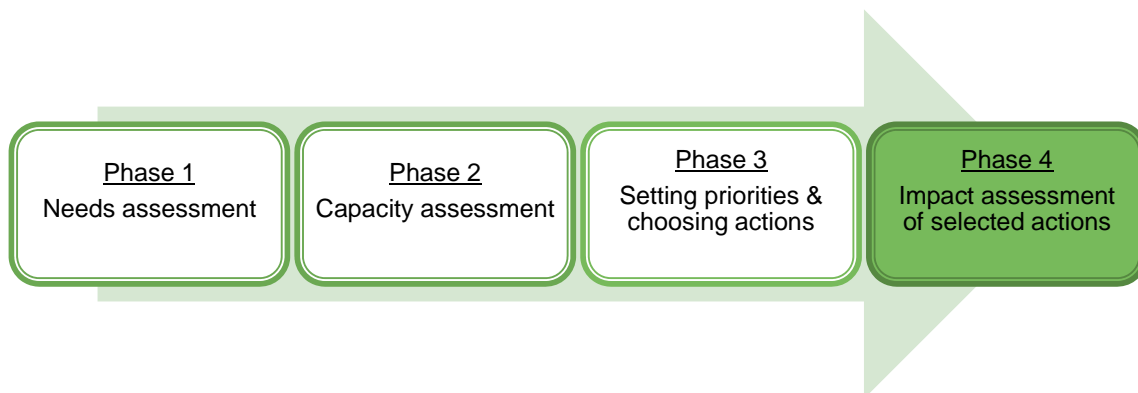 Phase 1
Needs assessment
Phase 2
Capacity assessment
Phase 3
Setting priorities &
choosing actions
Phase 4
Impact assessment
of selected actions